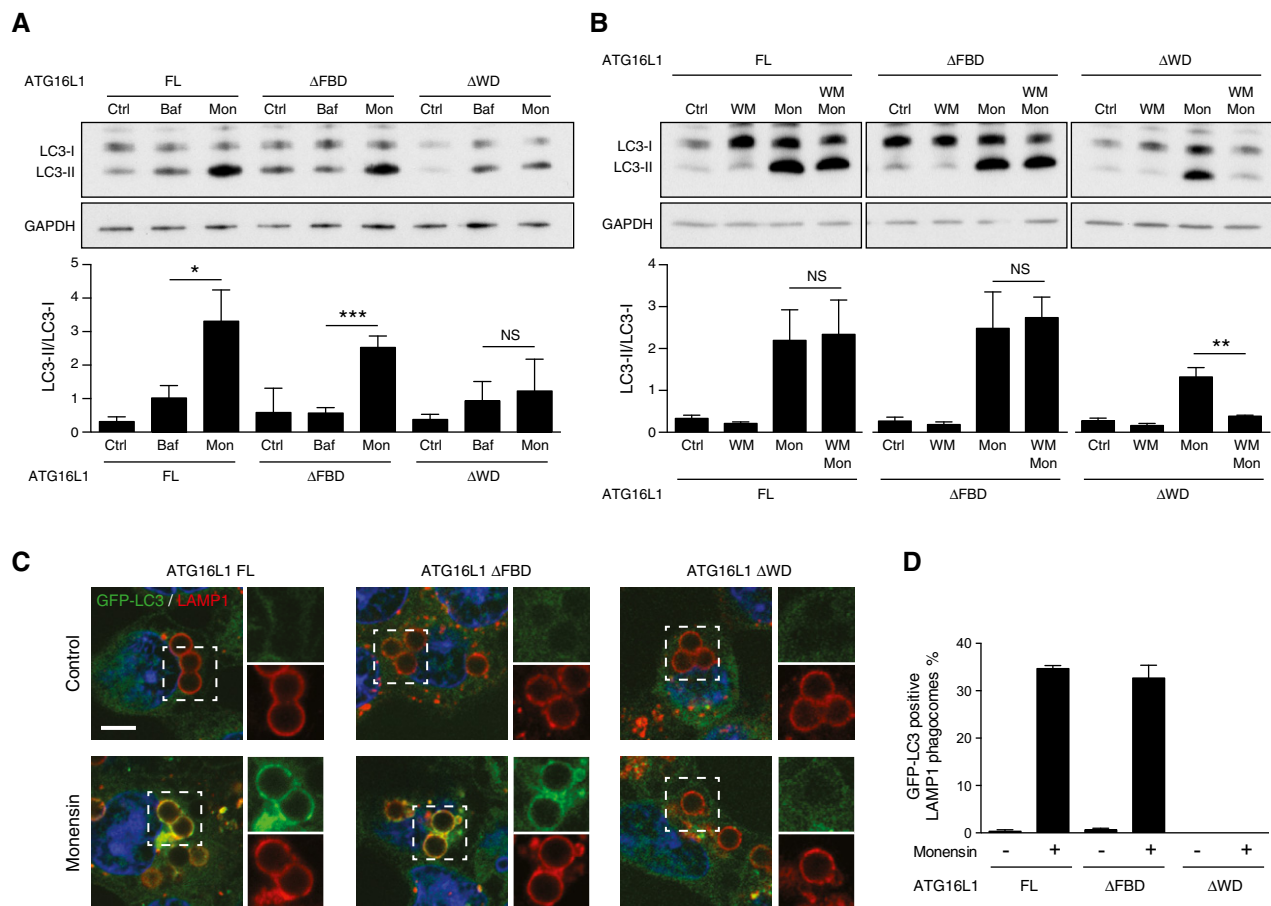 A
ATG16L1 FL ΔFBD ΔWD
Ctrl Baf Mon Ctrl Baf Mon Ctrl Baf Mon
LC3-I
LC3-II
GAPDH
LC3-II/LC3-I
5
4
3
2
1
0
* *** NS
Ctrl Baf Mon Ctrl Baf Mon Ctrl Baf Mon
ATG16L1 FL ΔFBD ΔWD
B
ATG16L1 FL ΔFBD ΔWD
Ctrl WM Mon WM Mon Ctrl WM Mon WM Mon Ctrl WM Mon WM Mon
LC3-I
LC3-II
GAPDH
LC3-II/LC3-I
4
3
2
1
0
NS NS **
Ctrl WM Mon WM Mon Ctrl WM Mon WM Mon Ctrl WM Mon WM Mon
ATG16L1 FL ΔFBD ΔWD
C
ATG16L1 FL ATG16L1 ΔFBD ATG16L1 ΔWD
GFP-LC3 / LAMP1
Control
Monensin
D
GFP-LC3 positive
LAMP1 phagocomes %
40
30
20
10
0
Monensin - + - + - +
ATG16L1 FL ΔFBD ΔWD